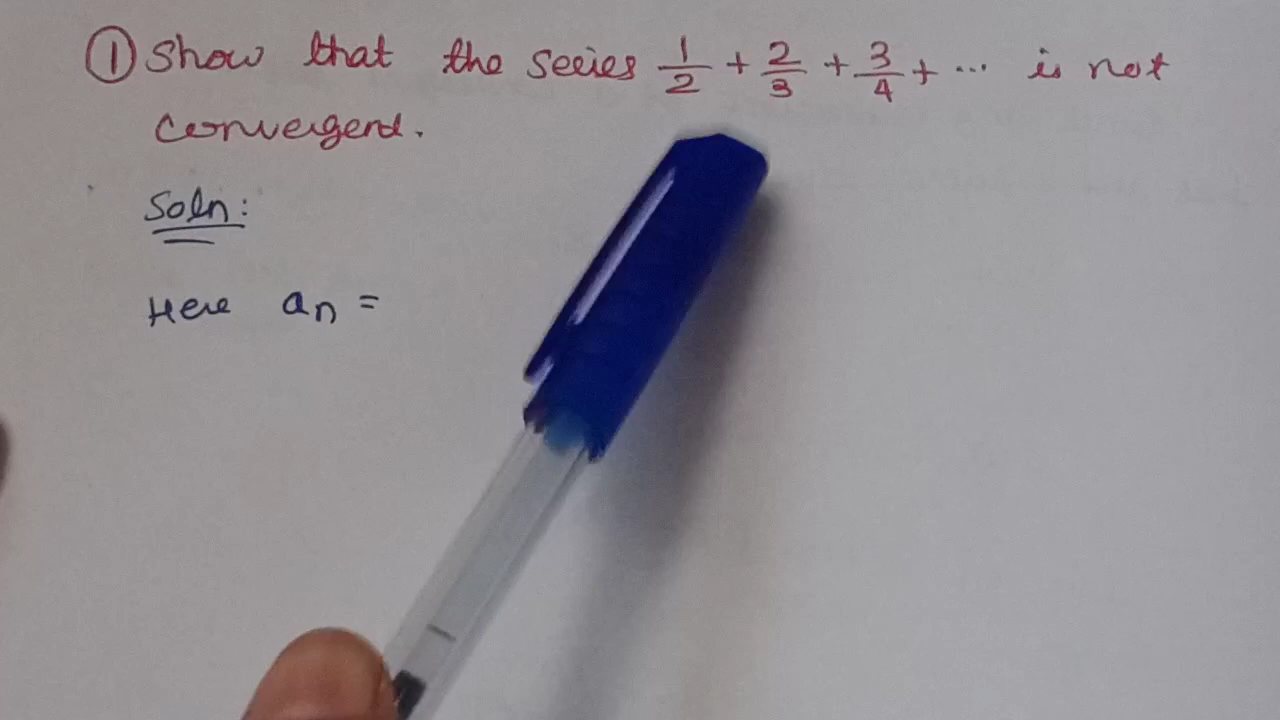 ① Show that the series 1/2 + 2/3 + 3/4 + ... is not
convergent.
Soln:
Here an =